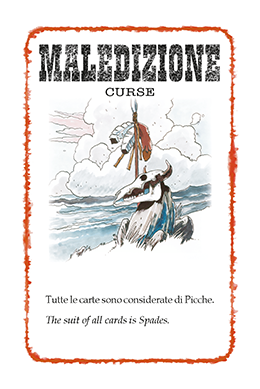 MALEDIZIONE
CURSE
Tutte le carte sono considerate di Picche.
The suit of all cards is Spades.